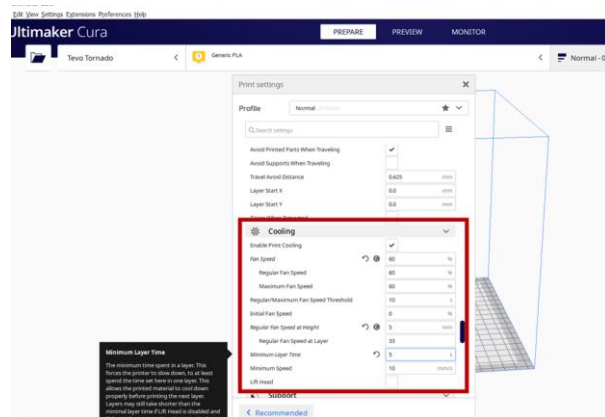 Edit View Settings Extensions Preferences Help
Ultimaker Cura
PREPARE PREVIEW MONITOR
Tevo Tornado
Generic PLA
Normal - 0
Print settings
Profile Normal
Search settings
Avoid Printed Parts When Traveling
Avoid Supports When Traveling
Travel Avoid Distance 0.625 mm
Layer Start X 0.0 mm
Layer Start Y 0.0 mm
Cooling
Enable Print Cooling
Fan Speed 60 %
Regular Fan Speed 60 %
Maximum Fan Speed 60 %
Regular/Maximum Fan Speed Threshold 10 s
Initial Fan Speed 0 %
Regular Fan Speed at Height 5 mm
Regular Fan Speed at Layer 33
Minimum Layer Time 5 s
Minimum Speed 10 mm/s
Lift Head
Support
Recommended
Minimum Layer Time
The minimum time spent in a layer. This
forces the printer to slow down, to at least
spend the time set here in one layer. This
allows the printed material to cool down
properly before printing the next layer.
Layers may still take shorter than the
minimal layer time if Lift Head is disabled and